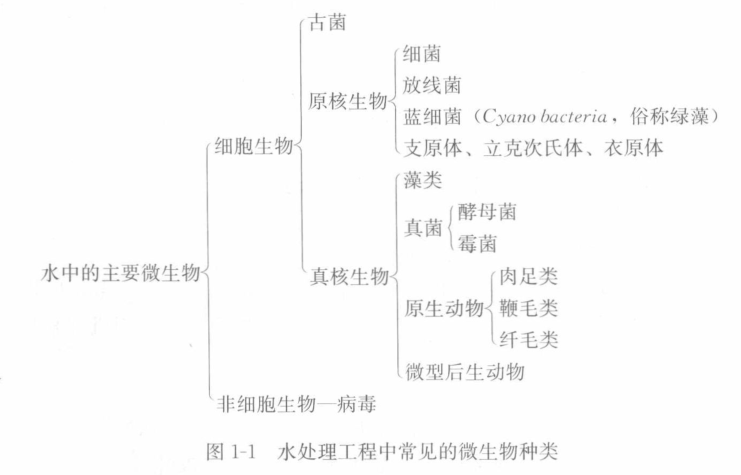 古菌
细菌
放线菌
原核生物
蓝细菌（Cyano bacteria，俗称绿藻）
支原体、立克次氏体、衣原体
细胞生物
藻类
酵母菌
真菌
霉菌
水中的主要微生物
真核生物
肉足类
原生动物
鞭毛类
纤毛类
微型后生动物
非细胞生物—病毒
图 1-1 水处理工程中常见的微生物种类